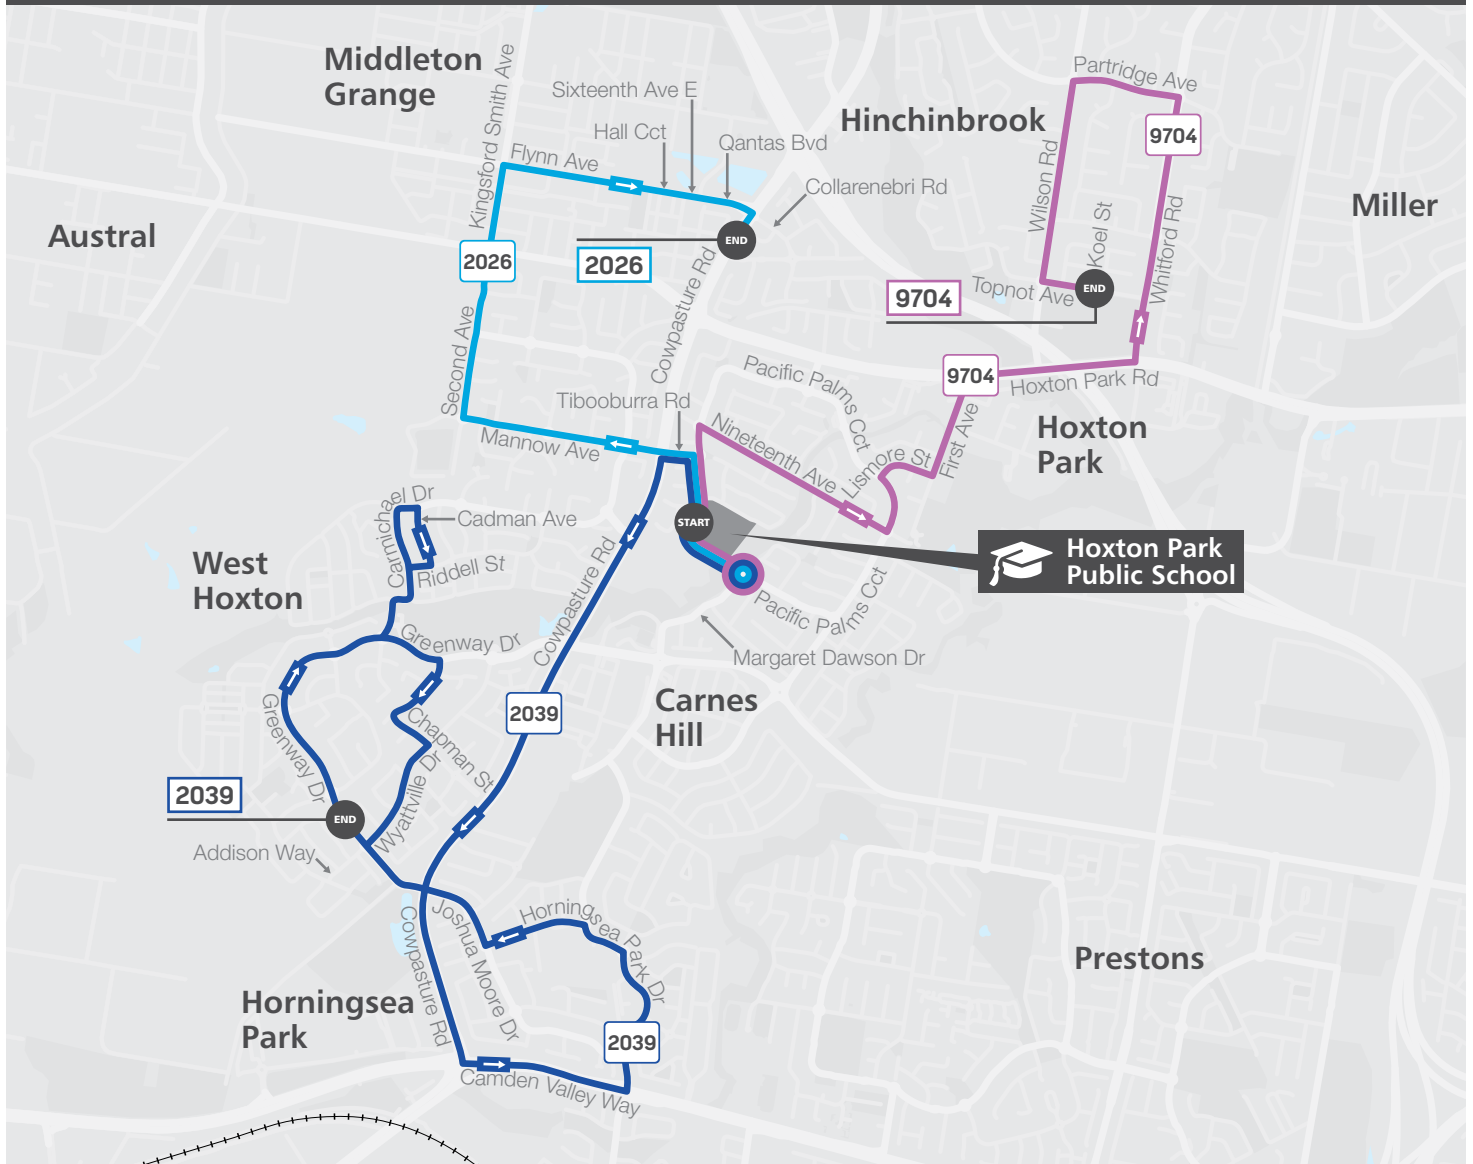 Middleton
Grange
Kingsford Smith Ave
Sixteenth Ave E
Hall Cct
Qantas Bvd
Collarenebri Rd
Flynn Ave
Hinchinbrook
Partridge Ave
9704
Wilson Rd
Koel St
Whitford Rd
Miller
Austral
2026
2026
END
Cowpasture Rd
9704
Topnot Ave
END
Second Ave
Tibooburra Rd
Mannow Ave
Pacific Palms Cct
9704
Hoxton Park Rd
Nineteenth Ave
Lismore St
First Ave
Hoxton
Park
Carmichael Dr
Cadman Ave
Riddell St
START
Hoxton Park
Public School
West
Hoxton
Cowpasture Rd
Greenway Dr
Pacific Palms Cct
Margaret Dawson Dr
2039
Carnes
Hill
Greenway Dr
Chapman St
Wyattville Dr
2039
END
Addison Way
Cowpasture Rd
Joshua Moore Dr
Horningsea Park Dr
Prestons
Horningsea
Park
2039
Camden Valley Way